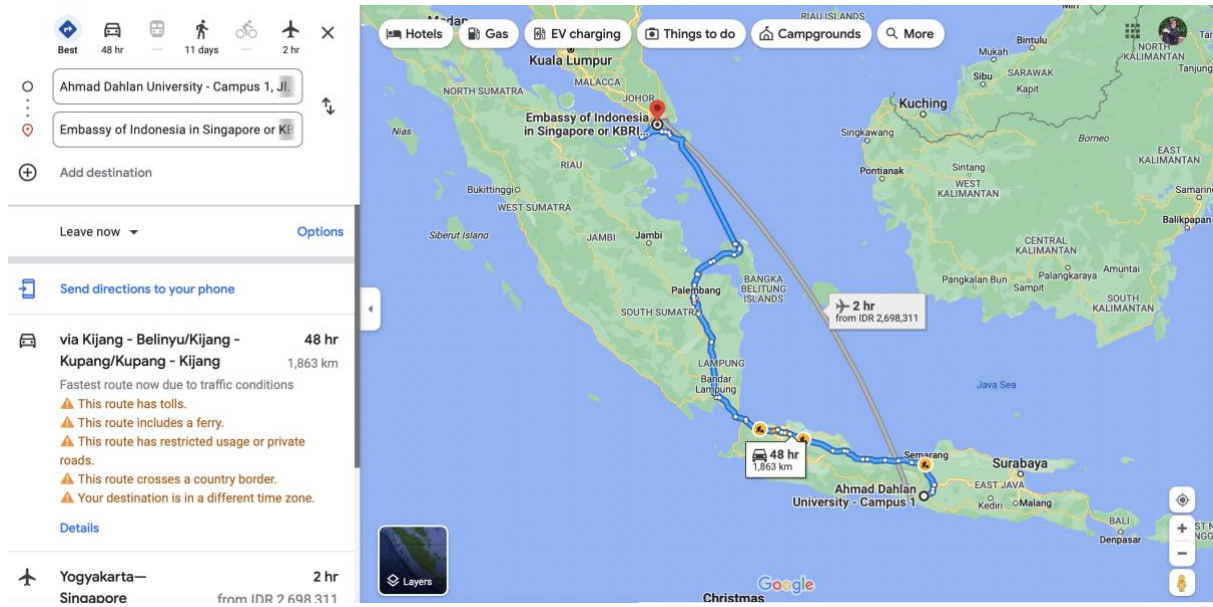 Best
48 hr
—
11 days
—
2 hr
Ahmad Dahlan University - Campus 1, Jl.
Embassy of Indonesia in Singapore or
Add destination
Leave now
Options
Send directions to your phone
via Kijang - Belinyu/Kijang -
Kupang/Kupang - Kijang
48 hr
1,863 km
Fastest route now due to traffic conditions
This route has tolls.
This route includes a ferry.
This route has restricted usage or private
roads.
This route crosses a country border.
Your destination is in a different time zone.
Details
Yogyakarta—
Singapore
2 hr
from IDR 2,698,311
Hotels
Gas
EV charging
Things to do
Campgrounds
More
Medan
RIAU ISLANDS
Kuala Lumpur
MALACCA
NORTH SUMATRA
JOHOR
Embassy of Indonesia
in Singapore or KBRI...
Nias
RIAU
Bukittinggi
WEST SUMATRA
Siberut Island
JAMBI
Jambi
Palembang
BANGKA
BELITUNG
ISLANDS
SOUTH SUMATRA
LAMPUNG
Bandar
Lampung
2 hr
from IDR 2,698,311
48 hr
1,863 km
Semarang
Surabaya
Ahmad Dahlan
University - Campus 1
EAST JAVA
Kediri
Malang
BALI
Denpasar
Java Sea
Bintulu
Mukah
Sibu
SARAWAK
Kapit
NORTH
KALIMANTAN
Tanjung
Kuching
Singkawang
Borneo
Pontianak
Sintang
WEST
KALIMANTAN
EAST
KALIMANTAN
Samarin
Balikpapan
CENTRAL
KALIMANTAN
Pangkalan Bun
Sampit
Palangkaraya
Amuntai
SOUTH
KALIMANTAN
Layers
Google
Christmas